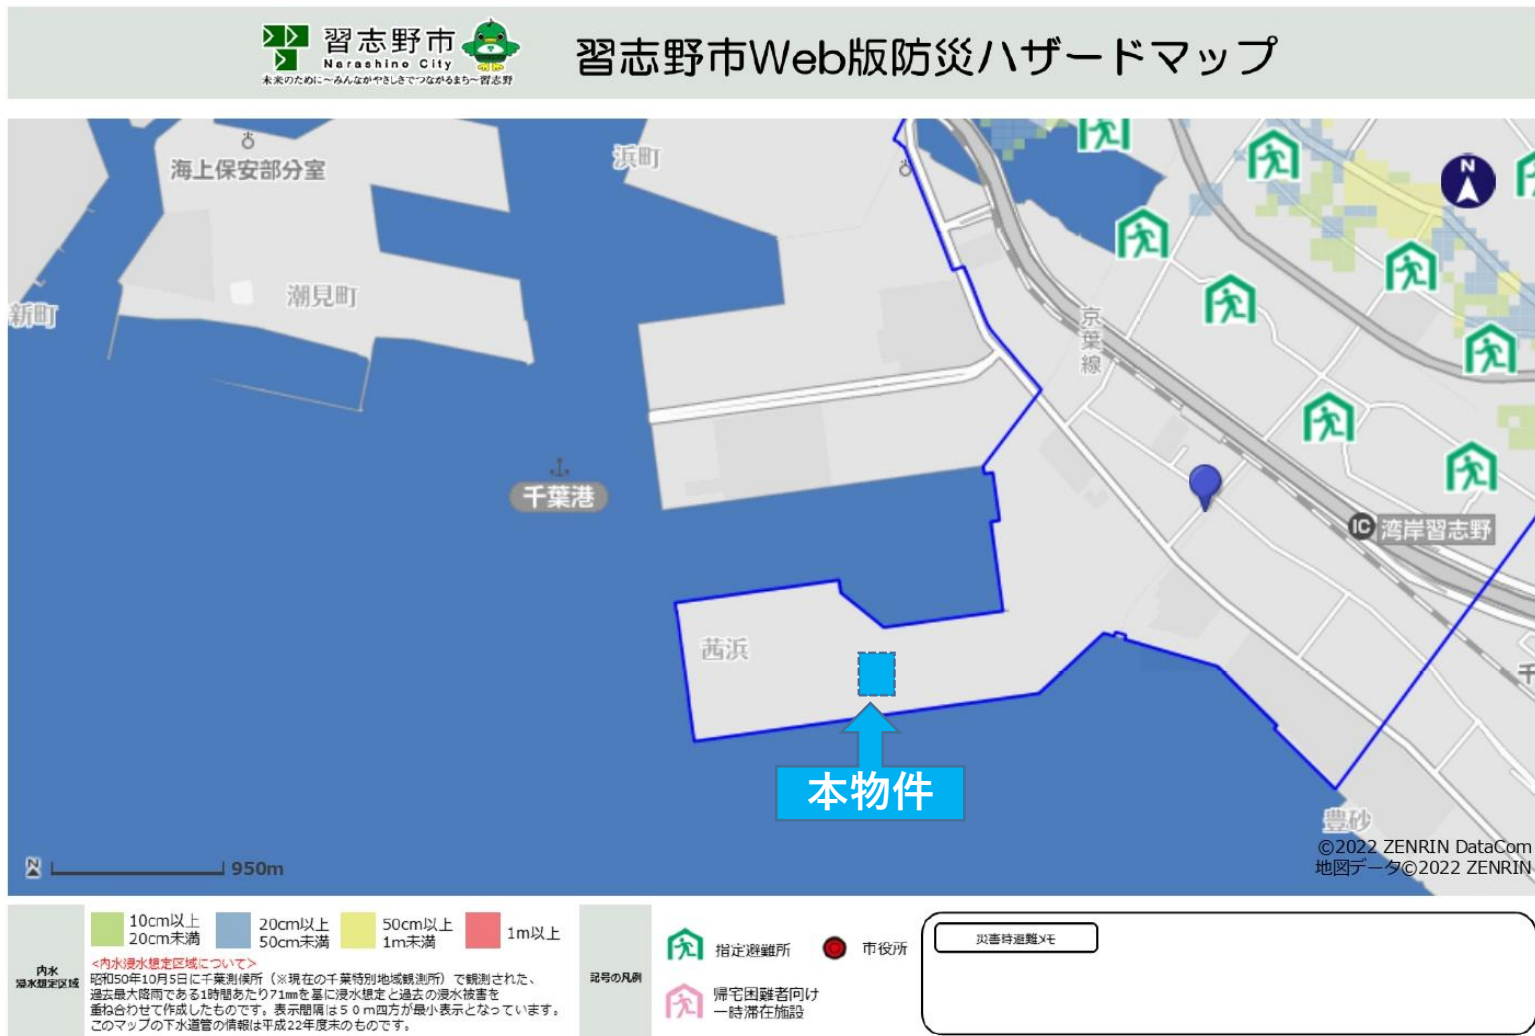 習志野市
Narashino City
未来のために～みんながやさしさでつながるまち～習志野
習志野市Web版防災ハザードマップ
海上保安部分室
浜町
N
潮見町
新町
京葉線
千葉港
IC 湾岸習志野
茜浜
千
本物件
豊砂
©2022 ZENRIN DataCom
地図データ©2022 ZENRIN
N
950m
内水
浸水想定区域
10cm以上
20cm未満
20cm以上
50cm未満
50cm以上
1m未満
1m以上
<内水浸水想定区域について>
昭和50年10月5日に千葉測候所（※現在の千葉特別地域観測所）で観測された、
過去最大降雨である1時間あたり71㎜を基に浸水想定と過去の浸水被害を
重ね合わせて作成したものです。表示間隔は５０ｍ四方が最小表示となっています。
このマップの下水道管の情報は平成22年度末のものです。
記号の凡例
指定避難所
市役所
帰宅困難者向け
一時滞在施設
災害時避難メモ